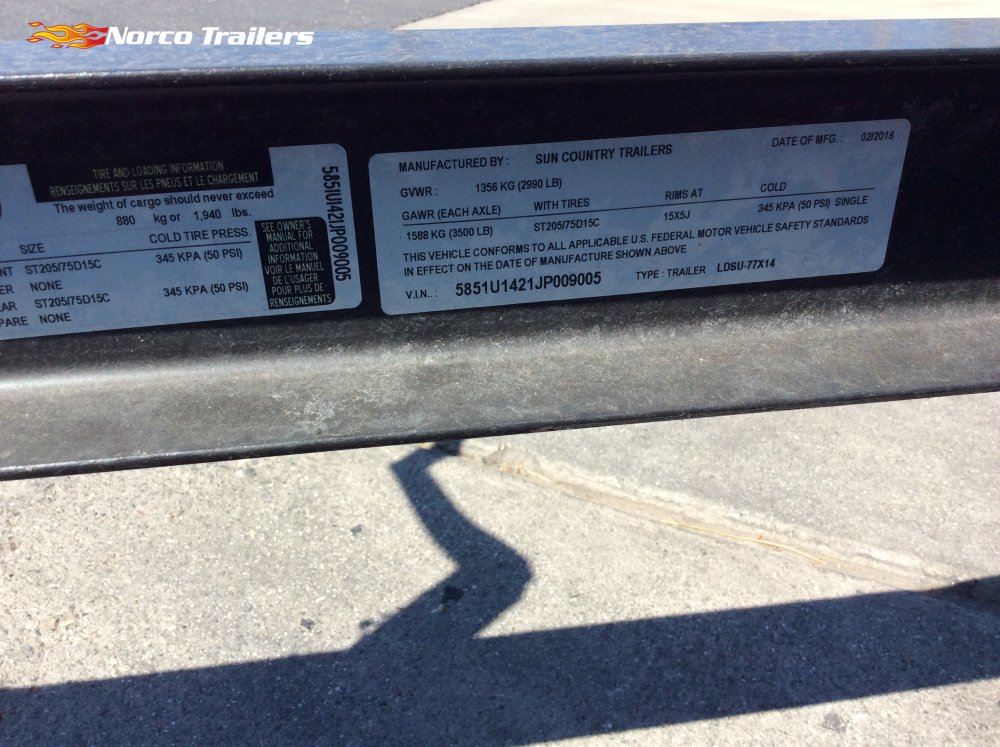 Norco Trailers
TIRE AND LOADING INFORMATION
RENSEIGNEMENTS SUR LES PNEUS ET LE CHARGEMENT
The weight of cargo should never exceed
880 kg or 1,940 lbs.
SIZE COLD TIRE PRESS.
NT ST205/75D15C 345 KPA (50 PSI)
ER NONE
AR ST205/75D15C 345 KPA (50 PSI)
PARE NONE
SEE OWNER'S
MANUAL FOR
ADDITIONAL
INFORMATION
VOIR LE MANUEL
DE L'USAGER
POUR PLUS DE
RENSEIGNEMENTS
5851U1421JP009005
MANUFACTURED BY : SUN COUNTRY TRAILERS DATE OF MFG. : 02/2018
GVWR : 1356 KG (2990 LB)
GAWR (EACH AXLE) WITH TIRES RIMS AT COLD
1588 KG (3500 LB) ST205/75D15C 15X5J 345 KPA (50 PSI) SINGLE
THIS VEHICLE CONFORMS TO ALL APPLICABLE U.S. FEDERAL MOTOR VEHICLE SAFETY STANDARDS
IN EFFECT ON THE DATE OF MANUFACTURE SHOWN ABOVE
V.I.N.. : 5851U1421JP009005 TYPE : TRAILER LDSU-77X14